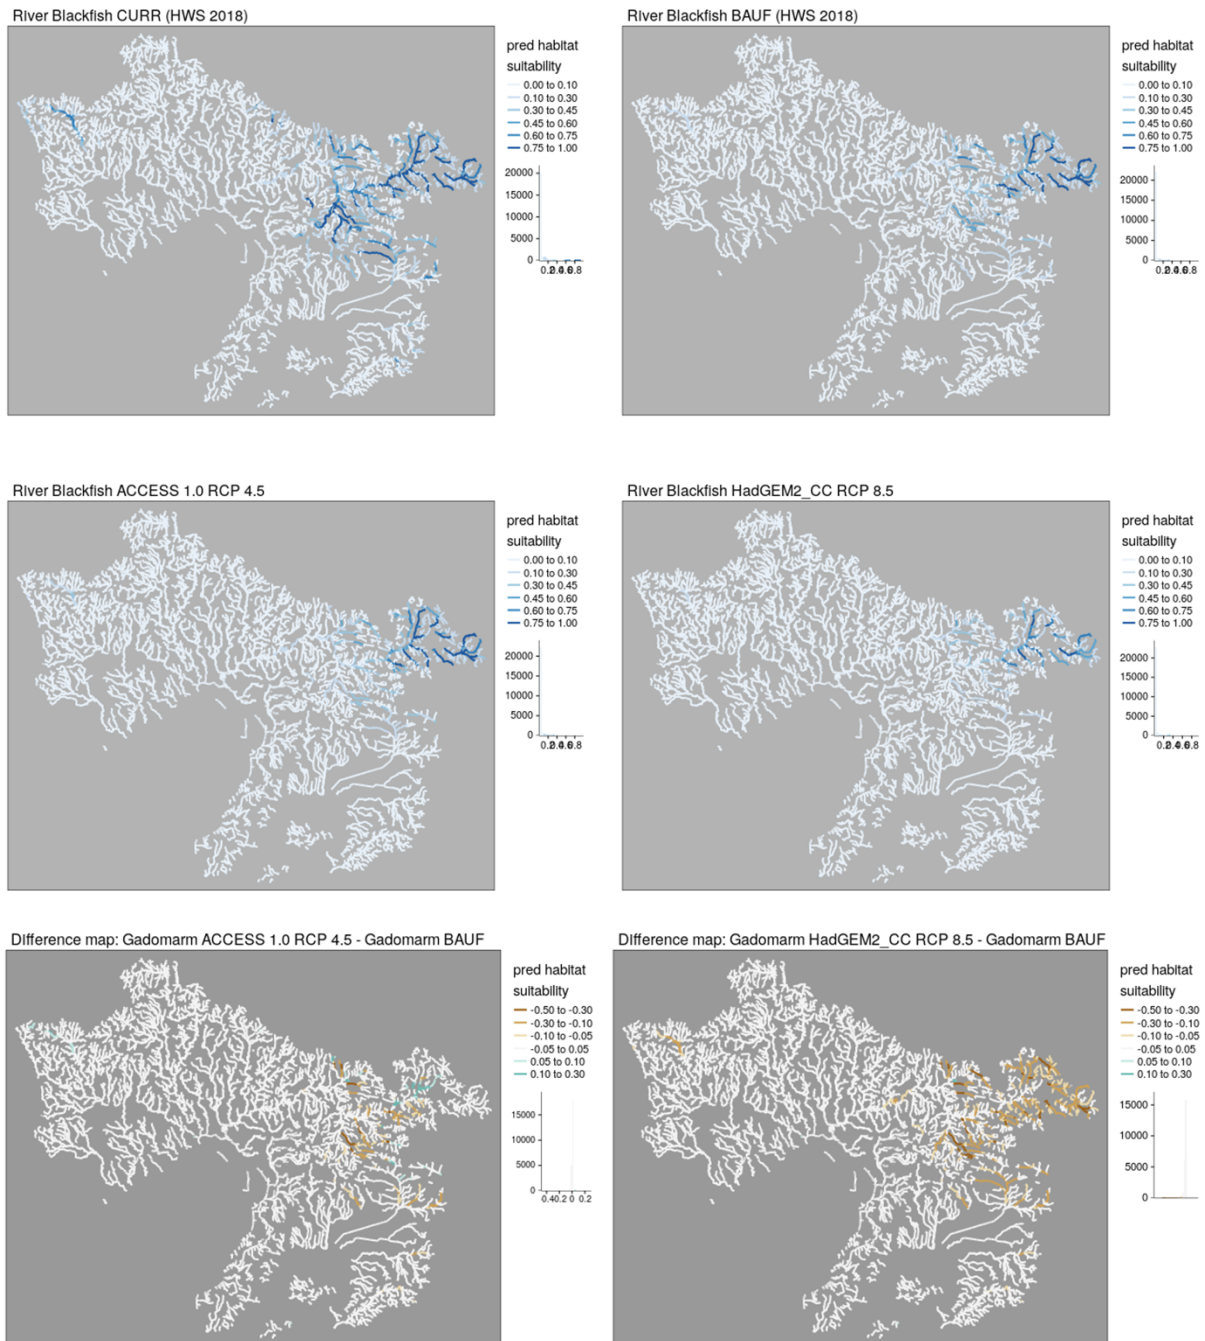 River Blackfish CURR (HWS 2018)
pred habitat
suitability
0.00 to 0.10
0.10 to 0.30
0.30 to 0.45
0.45 to 0.60
0.60 to 0.75
0.75 to 1.00
20000
15000
10000
5000
0
River Blackfish BAUF (HWS 2018)
pred habitat
suitability
0.00 to 0.10
0.10 to 0.30
0.30 to 0.45
0.45 to 0.60
0.60 to 0.75
0.75 to 1.00
20000
15000
10000
5000
0
River Blackfish ACCESS 1.0 RCP 4.5
pred habitat
suitability
0.00 to 0.10
0.10 to 0.30
0.30 to 0.45
0.45 to 0.60
0.60 to 0.75
0.75 to 1.00
20000
15000
10000
5000
0
River Blackfish HadGEM2_CC RCP 8.5
pred habitat
suitability
0.00 to 0.10
0.10 to 0.30
0.30 to 0.45
0.45 to 0.60
0.60 to 0.75
0.75 to 1.00
20000
15000
10000
5000
0
Difference map: Gadomarm ACCESS 1.0 RCP 4.5 - Gadomarm BAUF
pred habitat
suitability
-0.50 to -0.30
-0.30 to -0.10
-0.10 to -0.05
-0.05 to 0.05
0.05 to 0.10
0.10 to 0.30
15000
10000
5000
0
0.40.2 0 0.2
Difference map: Gadomarm HadGEM2_CC RCP 8.5 - Gadomarm BAUF
pred habitat
suitability
-0.50 to -0.30
-0.30 to -0.10
-0.10 to -0.05
-0.05 to 0.05
0.05 to 0.10
0.10 to 0.30
15000
10000
5000
0